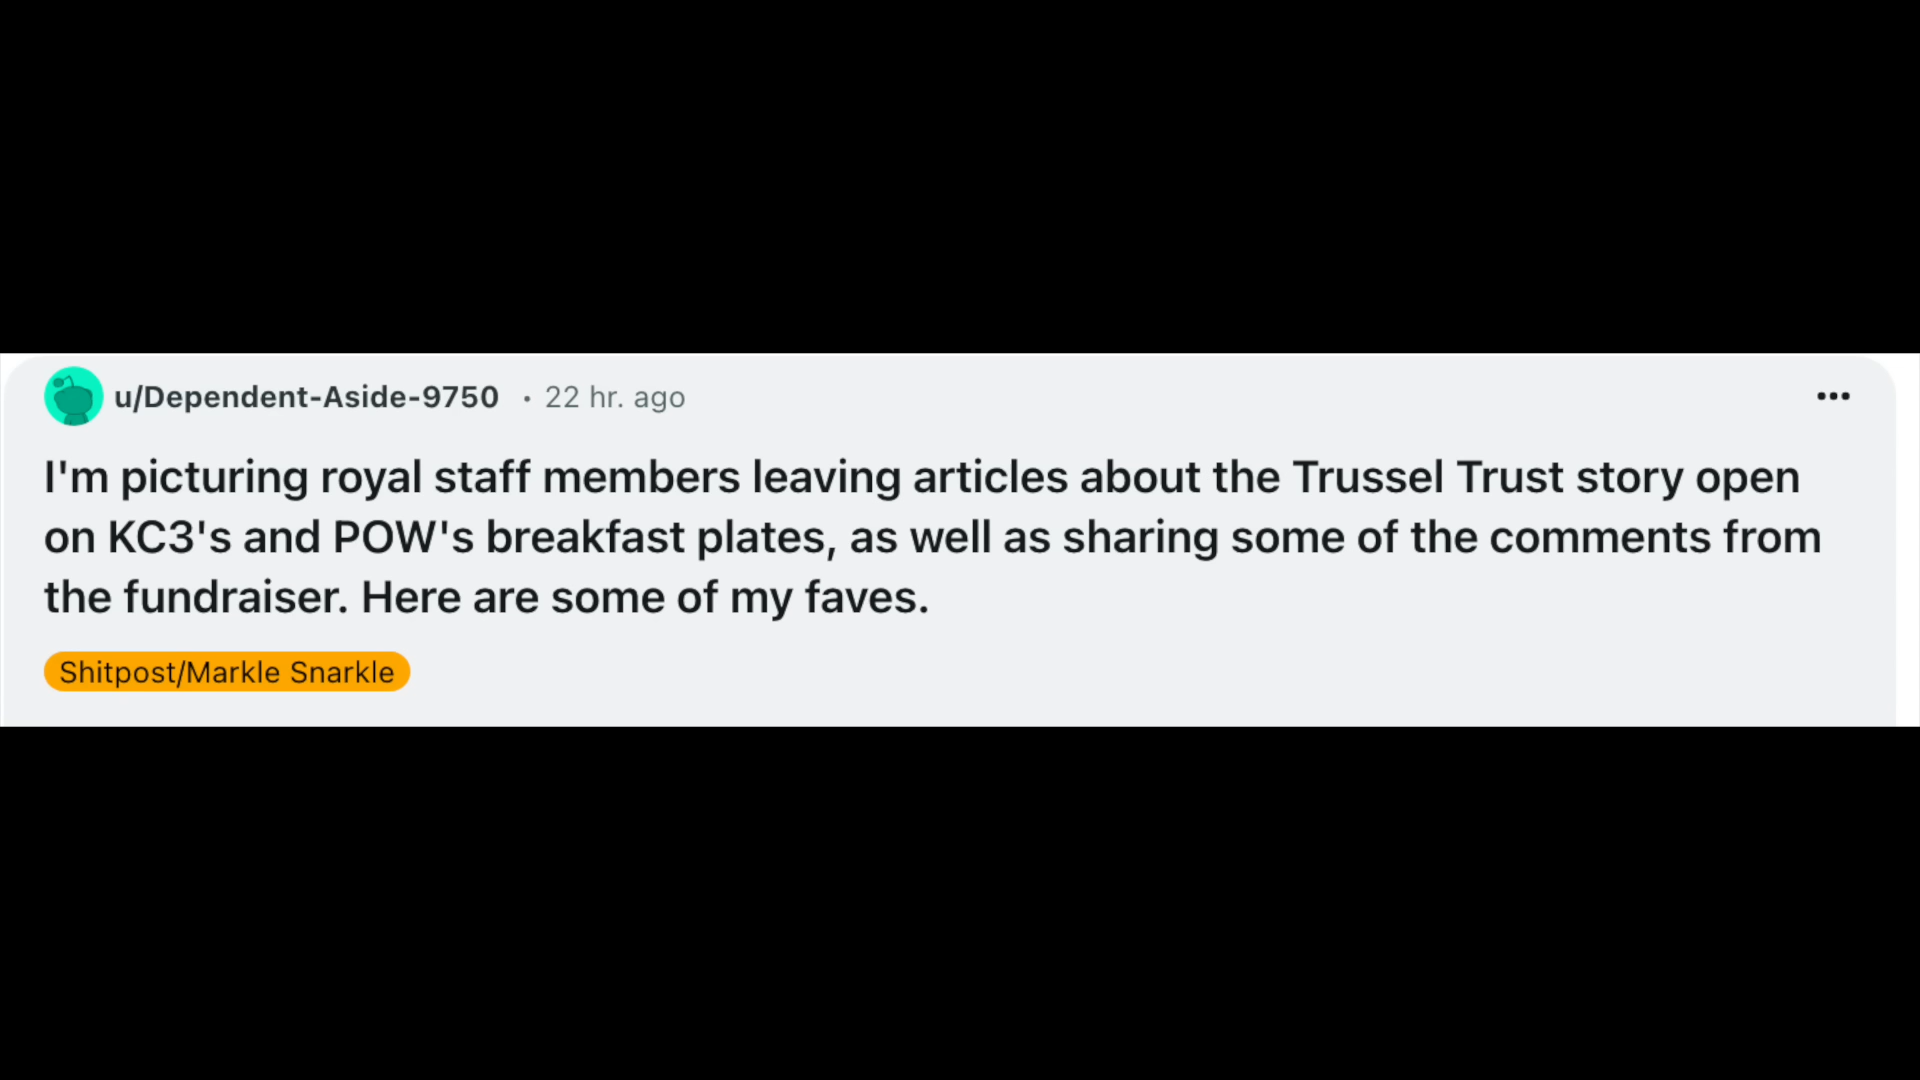 u/Dependent-Aside-9750 • 22 hr. ago
I'm picturing royal staff members leaving articles about the Trussel Trust story open
on KC3's and POW's breakfast plates, as well as sharing some of the comments from
the fundraiser. Here are some of my faves.
Shitpost/Markle Snarkle